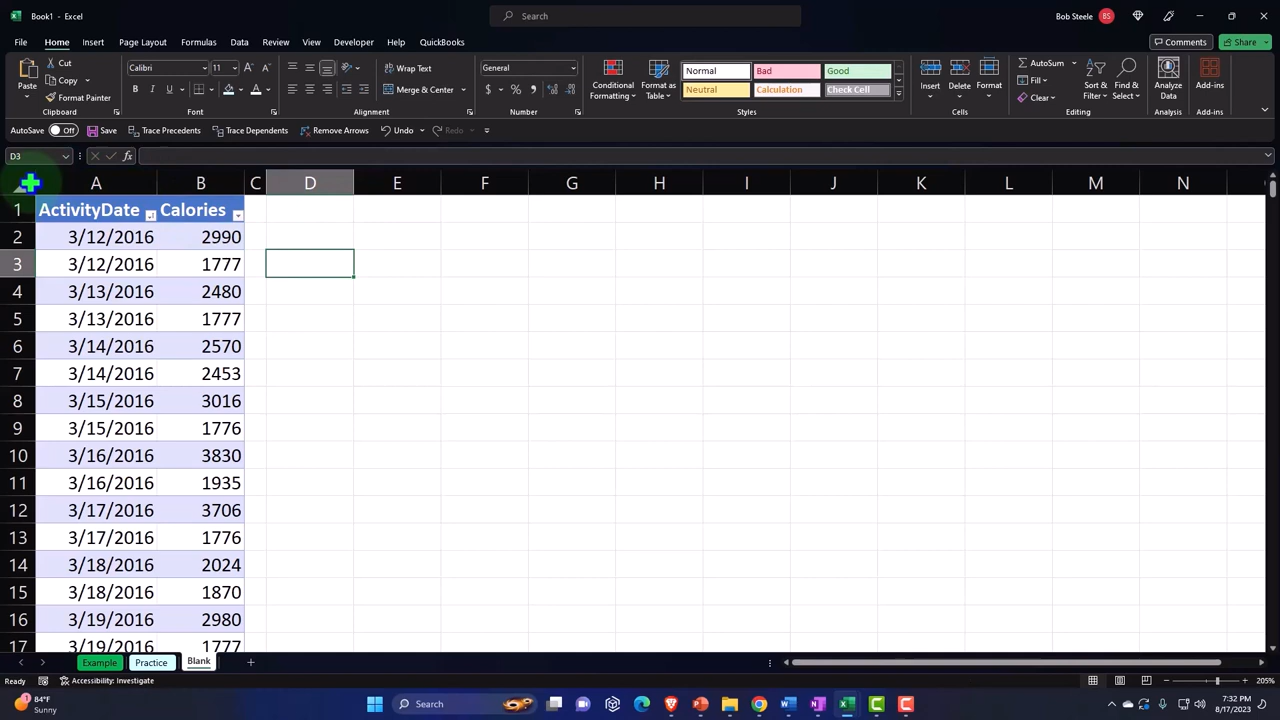 Book1 - Excel
Search
Bob Steele BS
File Home Insert Page Layout Formulas Data Review View Developer Help QuickBooks
Comments Share
Paste
Cut
Copy
Format Painter
Clipboard
Calibri 11
B I U
Font
Wrap Text
Merge & Center
Alignment
General
$ % ,
Number
Conditional Formatting
Format as Table
Normal Bad Good
Neutral Calculation Check Cell
Styles
Insert Delete Format
Cells
AutoSum
Fill
Clear
Sort & Filter
Find & Select
Editing
Analyze Data
Analysis
Add-ins
Add-ins
AutoSave Off Save Trace Precedents Trace Dependents Remove Arrows Undo Redo
D3 fx
A B C D E F G H I J K L M N
1 ActivityDate Calories
2 3/12/2016 2990
3 3/12/2016 1777
4 3/13/2016 2480
5 3/13/2016 1777
6 3/14/2016 2570
7 3/14/2016 2453
8 3/15/2016 3016
9 3/15/2016 1776
10 3/16/2016 3830
11 3/16/2016 1935
12 3/17/2016 3706
13 3/17/2016 1776
14 3/18/2016 2024
15 3/18/2016 1870
16 3/19/2016 2980
17 3/19/2016 1777
Example Practice Blank
Ready Accessibility: Investigate 205%
84°F
Sunny
Search
7:32 PM
8/17/2023